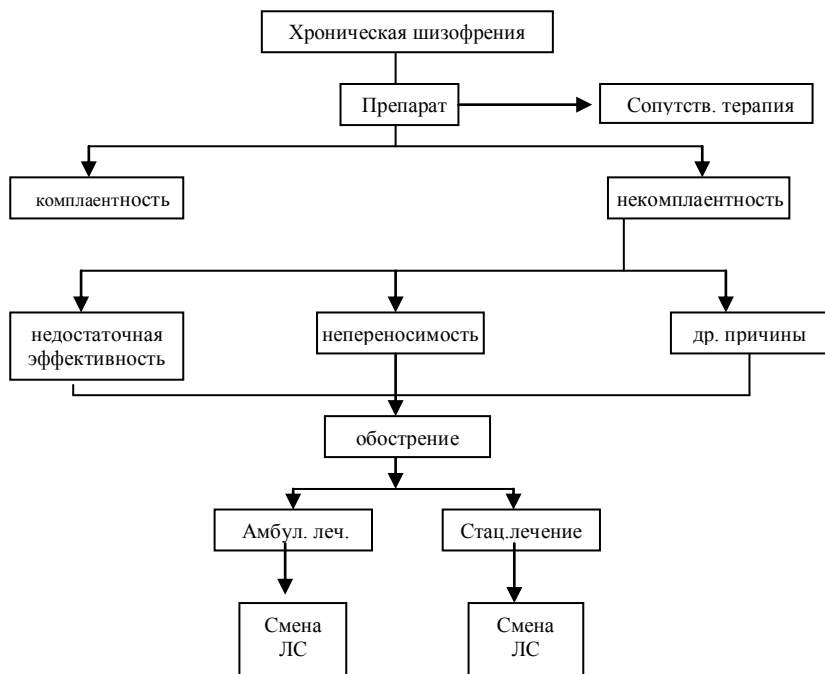 Хроническая шизофрения
Препарат
Сопутств. терапия
комплаентность
некомплаентность
недостаточная
эффективность
непереносимость
др. причины
обострение
Амбул. леч.
Стац.лечение
Смена
ЛС
Смена
ЛС